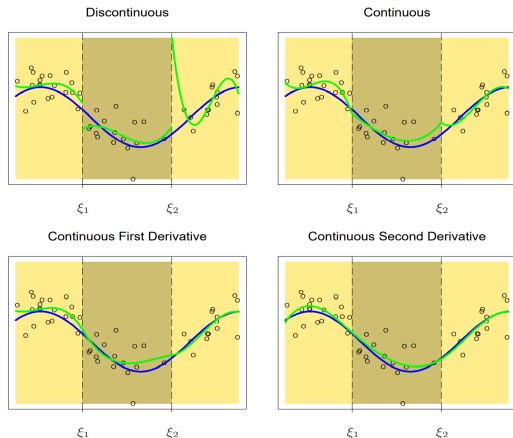 Discontinuous
Continuous
ξ1 ξ2
ξ1 ξ2
Continuous First Derivative
Continuous Second Derivative
ξ1 ξ2
ξ1 ξ2